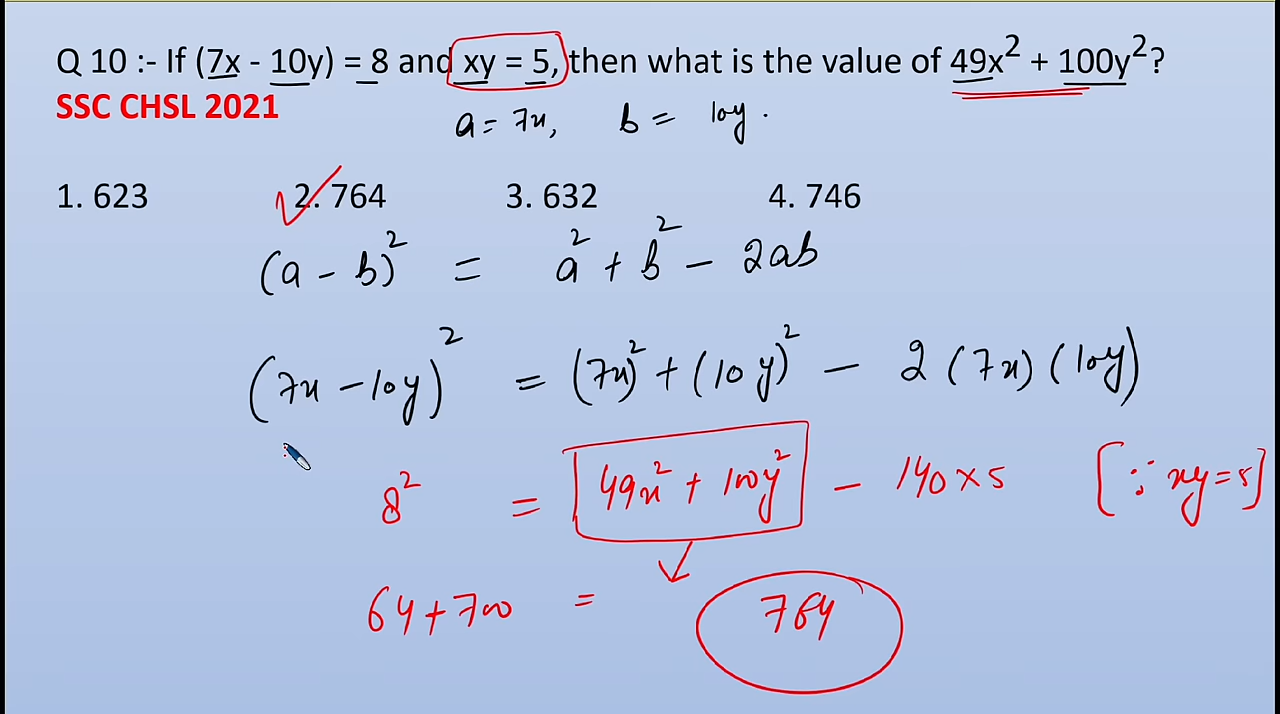 Q 10 :- If (7x - 10y) = 8 and xy = 5, then what is the value of 49x² + 100y²?
SSC CHSL 2021
a = 7x, b = 10y .
1. 623 2. 764 3. 632 4. 746
(a - b)² = a² + b² - 2ab
(7x - 10y)² = (7x)² + (10y)² - 2 (7x) (10y)
8² = 49x² + 100y² - 140 × 5 [∵ xy = 5]
64 + 700 = 764